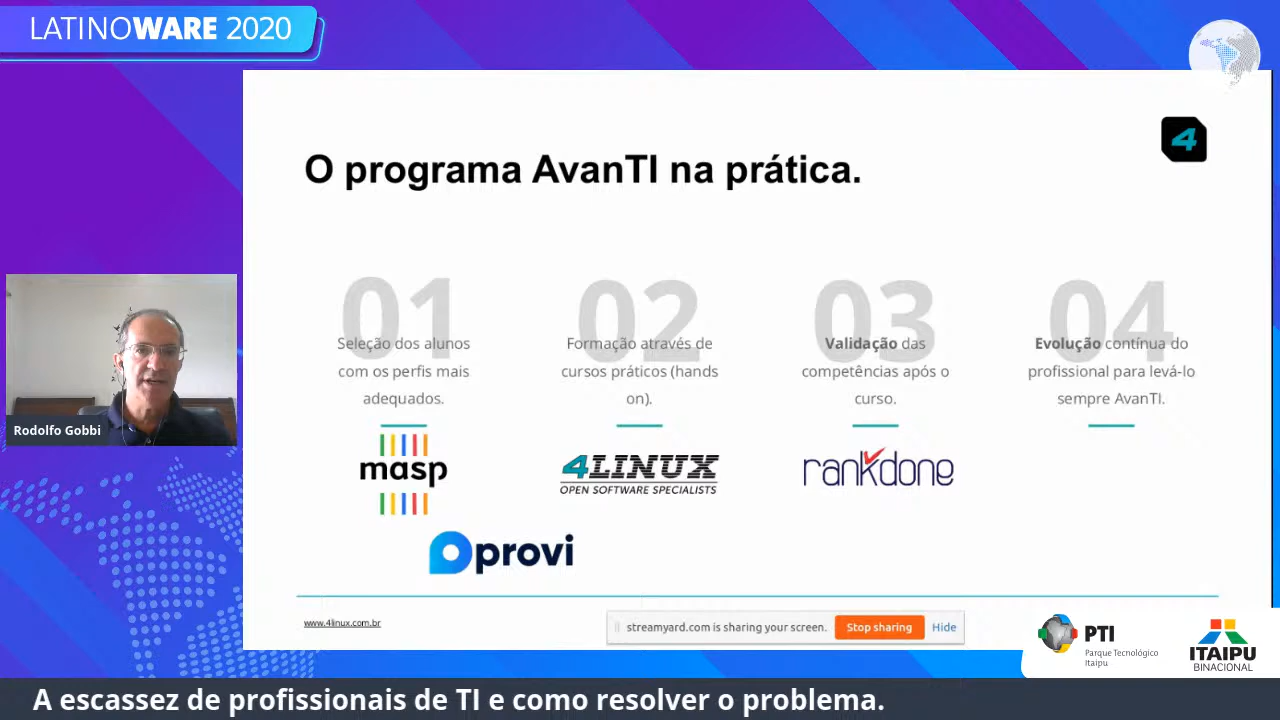 LATINOWARE 2020
4
O programa AvanTI na prática.
01
Seleção dos alunos
com os perfis mais
adequados.
masp
02
Formação através de
cursos práticos (hands
on).
4LINUX
OPEN SOFTWARE SPECIALISTS
03
Validação das
competências após o
curso.
rankdone
04
Evolução contínua do
profissional para levá-lo
sempre AvanTI.
provi
Rodolfo Gobbi
www.4linux.com.br
streamyard.com is sharing your screen. Stop sharing Hide
PTI
Parque Tecnológico
Itaipu
ITAIPU
BINACIONAL
A escassez de profissionais de TI e como resolver o problema.